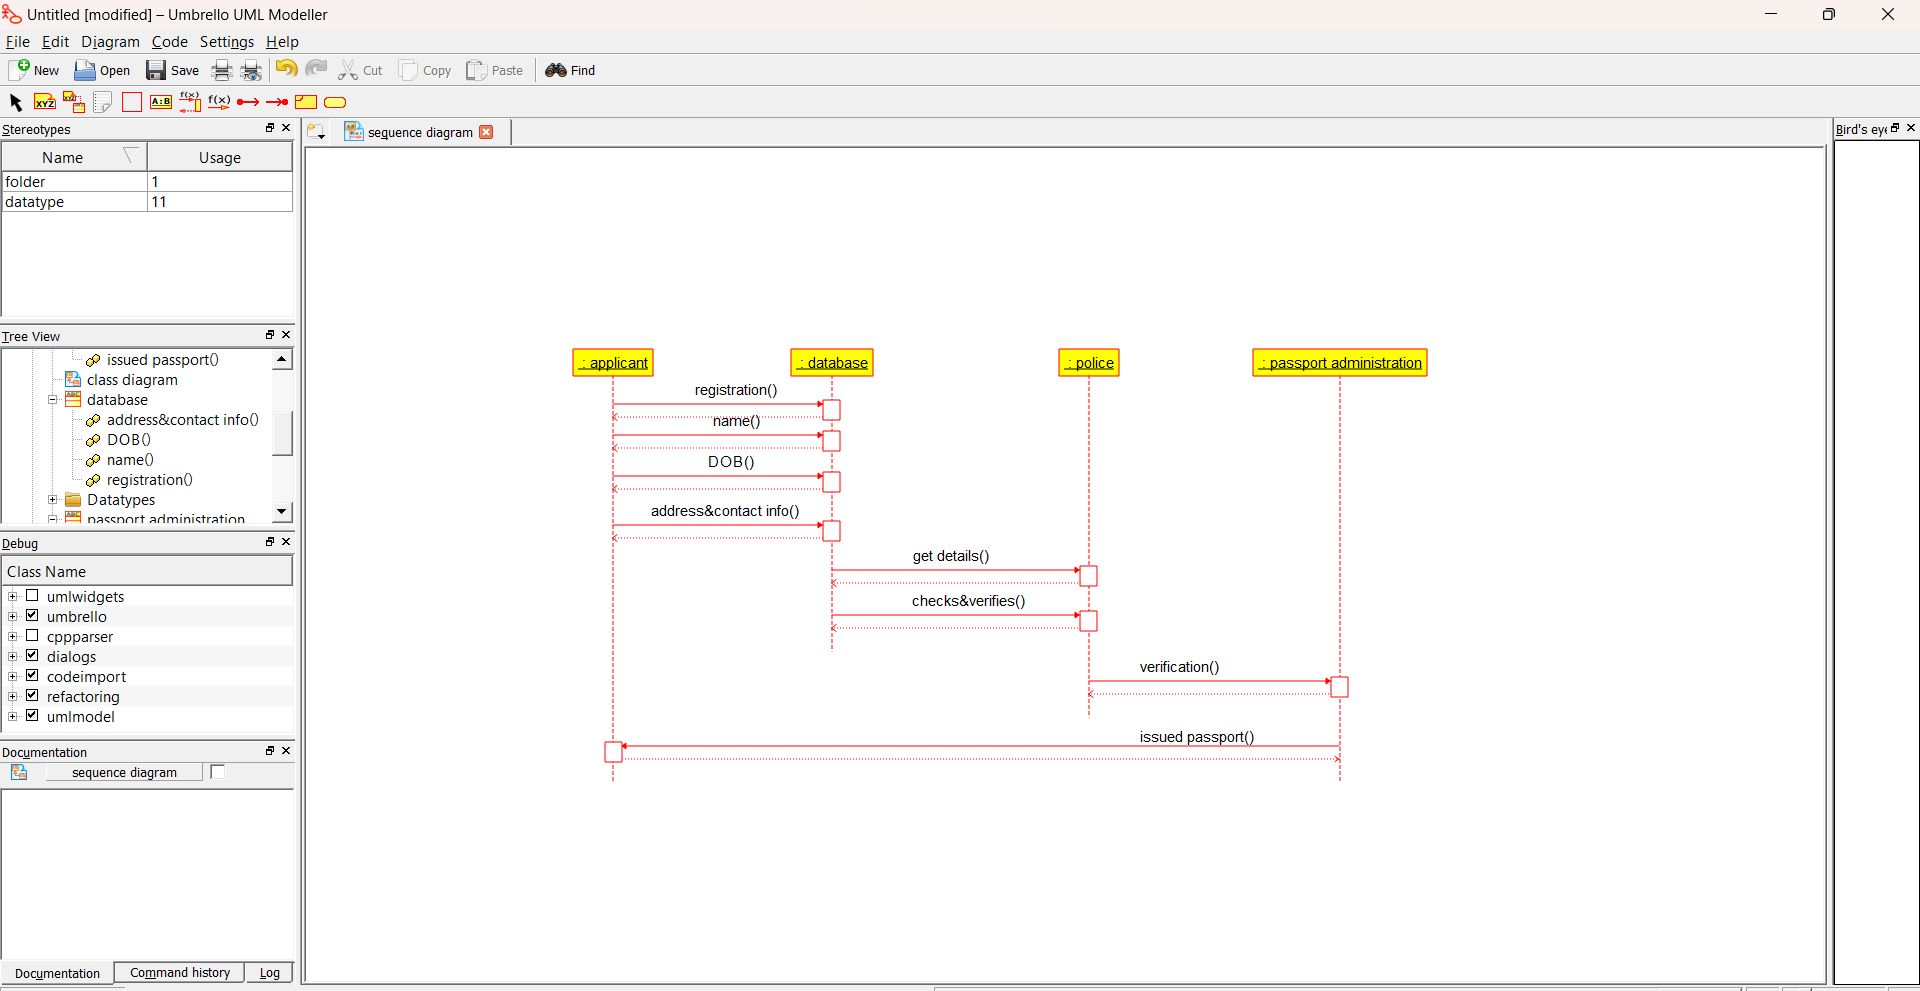 Untitled [modified] – Umbrello UML Modeller
File Edit Diagram Code Settings Help
New Open Save Cut Copy Paste Find
XYZ XYZ A:B f(x) f(x)
Stereotypes
Name Usage
folder 1
datatype 11
Tree View
issued passport()
class diagram
database
address&contact info()
DOB()
name()
registration()
Datatypes
passport administration
Debug
Class Name
umlwidgets
umbrello
cppparser
dialogs
codeimport
refactoring
umlmodel
Documentation
sequence diagram
Documentation Command history Log
sequence diagram
: applicant : database : police : passport administration
registration()
name()
DOB()
address&contact info()
get details()
checks&verifies()
verification()
issued passport()
Bird's eye